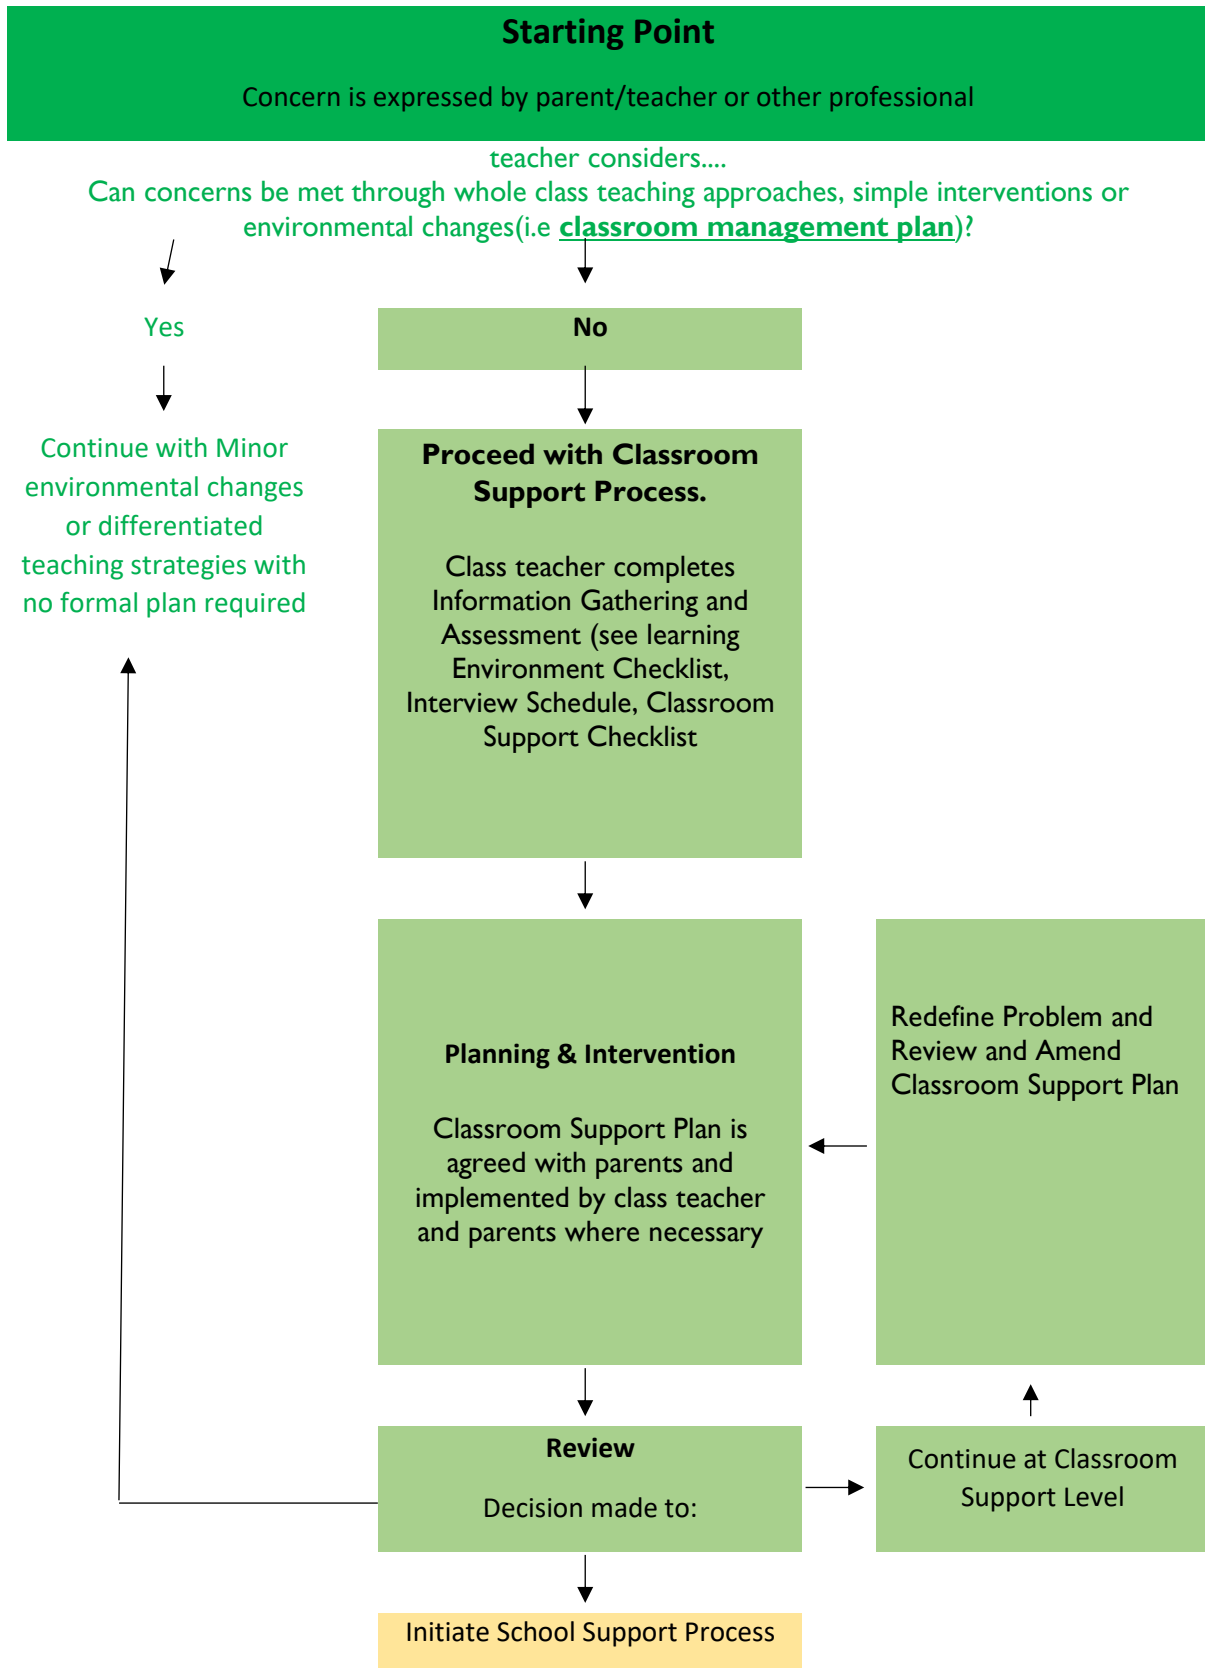 Starting Point
Concern is expressed by parent/teacher or other professional
teacher considers....
Can concerns be met through whole class teaching approaches, simple interventions or
environmental changes(i.e classroom management plan)?
Yes
No
Continue with Minor
environmental changes
or differentiated
teaching strategies with
no formal plan required
Proceed with Classroom
Support Process.
Class teacher completes
Information Gathering and
Assessment (see learning
Environment Checklist,
Interview Schedule, Classroom
Support Checklist
Planning & Intervention
Classroom Support Plan is
agreed with parents and
implemented by class teacher
and parents where necessary
Redefine Problem and
Review and Amend
Classroom Support Plan
Review
Decision made to:
Continue at Classroom
Support Level
Initiate School Support Process